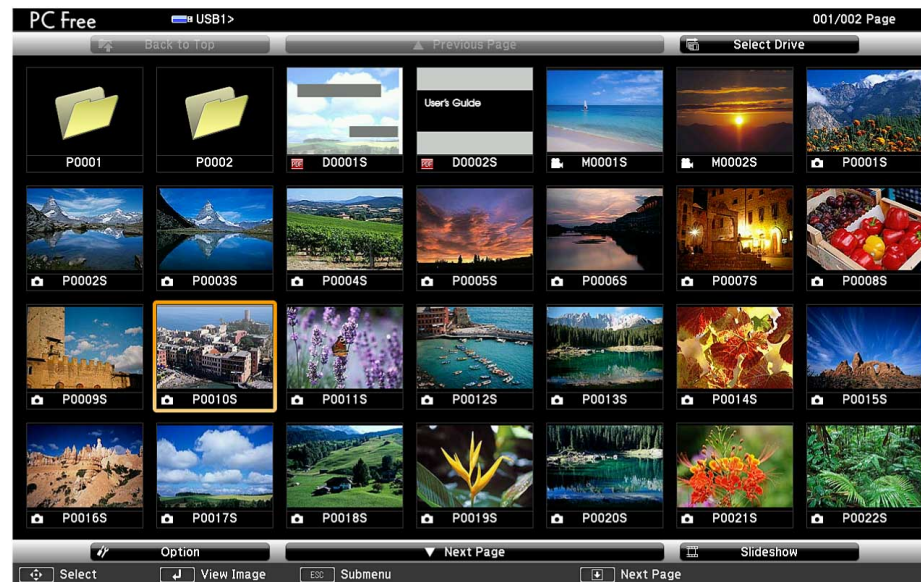 PC Free USB1> 001/002 Page
Back to Top ▲ Previous Page Select Drive
User's Guide
P0001 P0002 PDF D0001S PDF D0002S M0001S M0002S P0001S
P0002S P0003S P0004S P0005S P0006S P0007S P0008S
P0009S P0010S P0011S P0012S P0013S P0014S P0015S
P0016S P0017S P0018S P0019S P0020S P0021S P0022S
Option ▼ Next Page Slideshow
Select View Image ESC Submenu Next Page